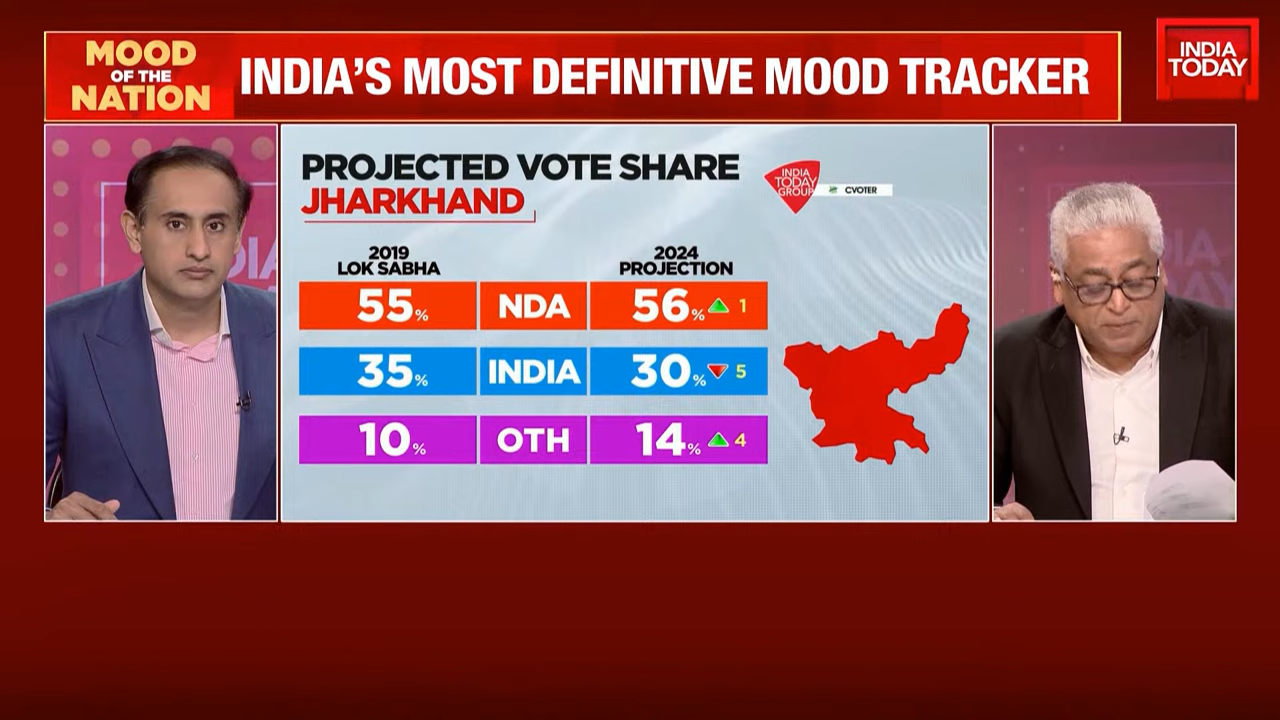 MOOD
OF THE
NATION
INDIA'S MOST DEFINITIVE MOOD TRACKER
INDIA
TODAY
PROJECTED VOTE SHARE
JHARKHAND
INDIA
TODAY
GROUP
CVOTER
2019
LOK SABHA
2024
PROJECTION
55% NDA 56% 1
35% INDIA 30% 5
10% OTH 14% 4